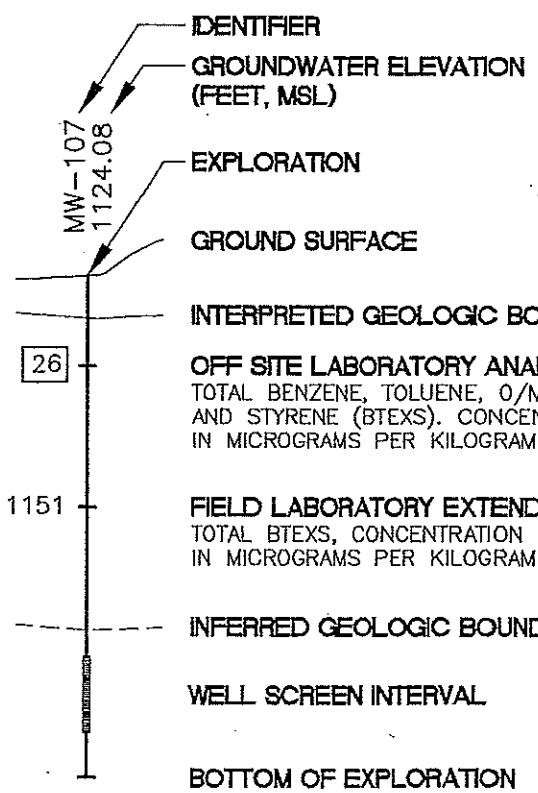 IDENTIFIER
GROUNDWATER ELEVATION
(FEET, MSL)
MW-107
1124.08
EXPLORATION
GROUND SURFACE
INTERPRETED GEOLOGIC BO
26
OFF SITE LABORATORY ANA
TOTAL BENZENE, TOLUENE, O/M
AND STYRENE (BTEXS). CONCEN
IN MICROGRAMS PER KILOGRAM
1151
FIELD LABORATORY EXTEND
TOTAL BTEXS, CONCENTRATION
IN MICROGRAMS PER KILOGRAM
INFERRED GEOLOGIC BOUND
WELL SCREEN INTERVAL
BOTTOM OF EXPLORATION